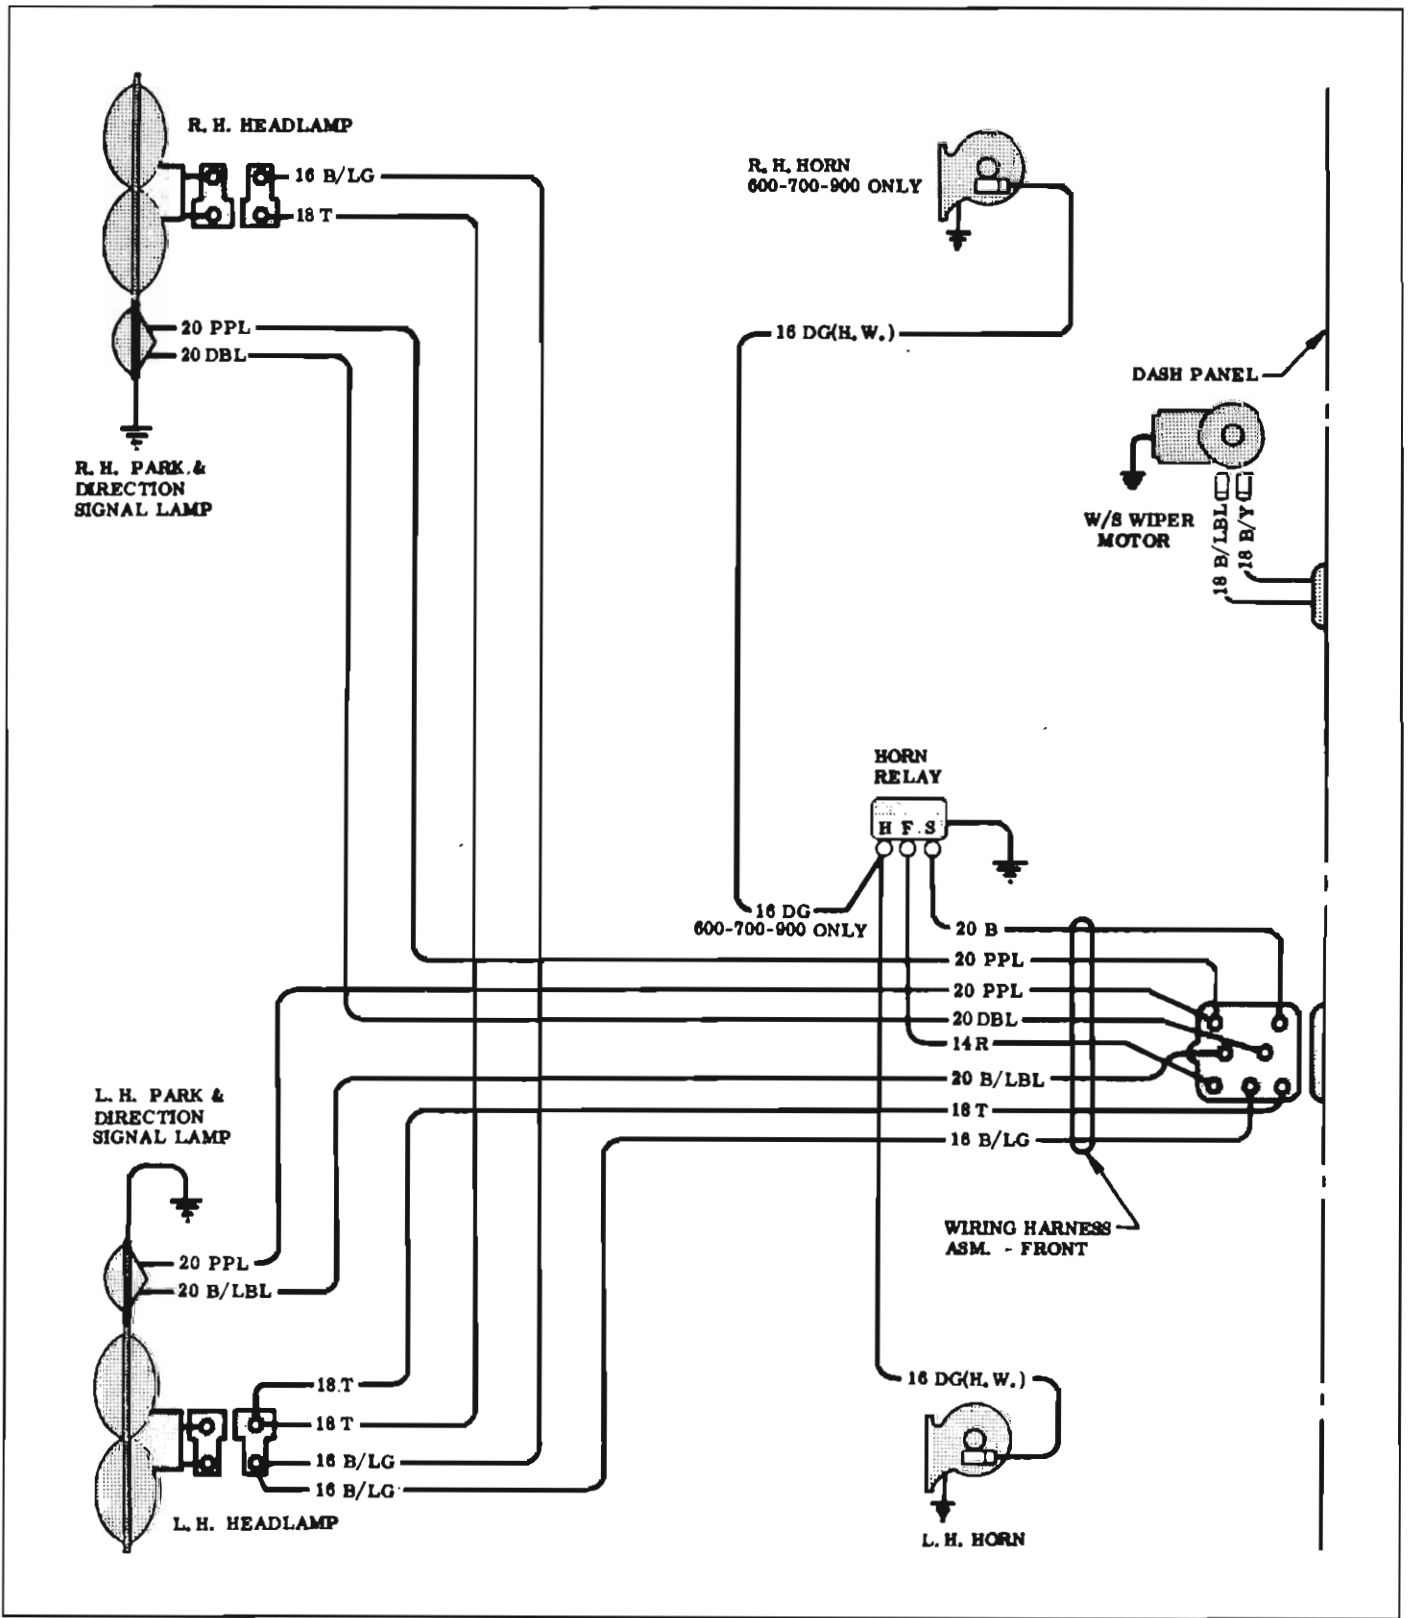 R. H. HEADLAMP
16 B/LG
18 T
20 PPL
20 DBL
R. H. PARK &
DIRECTION
SIGNAL LAMP
R. H. HORN
600-700-900 ONLY
16 DG(H. W.)
DASH PANEL
W/S WIPER
MOTOR
18 B/LBL
18 B/Y
HORN
RELAY
H F S
16 DG
600-700-900 ONLY
20 B
20 PPL
20 PPL
20 DBL
14 R
20 B/LBL
18 T
16 B/LG
WIRING HARNESS
ASM. - FRONT
L. H. PARK &
DIRECTION
SIGNAL LAMP
20 PPL
20 B/LBL
18 T
18 T
16 B/LG
16 B/LG
L. H. HEADLAMP
16 DG(H. W.)
L. H. HORN